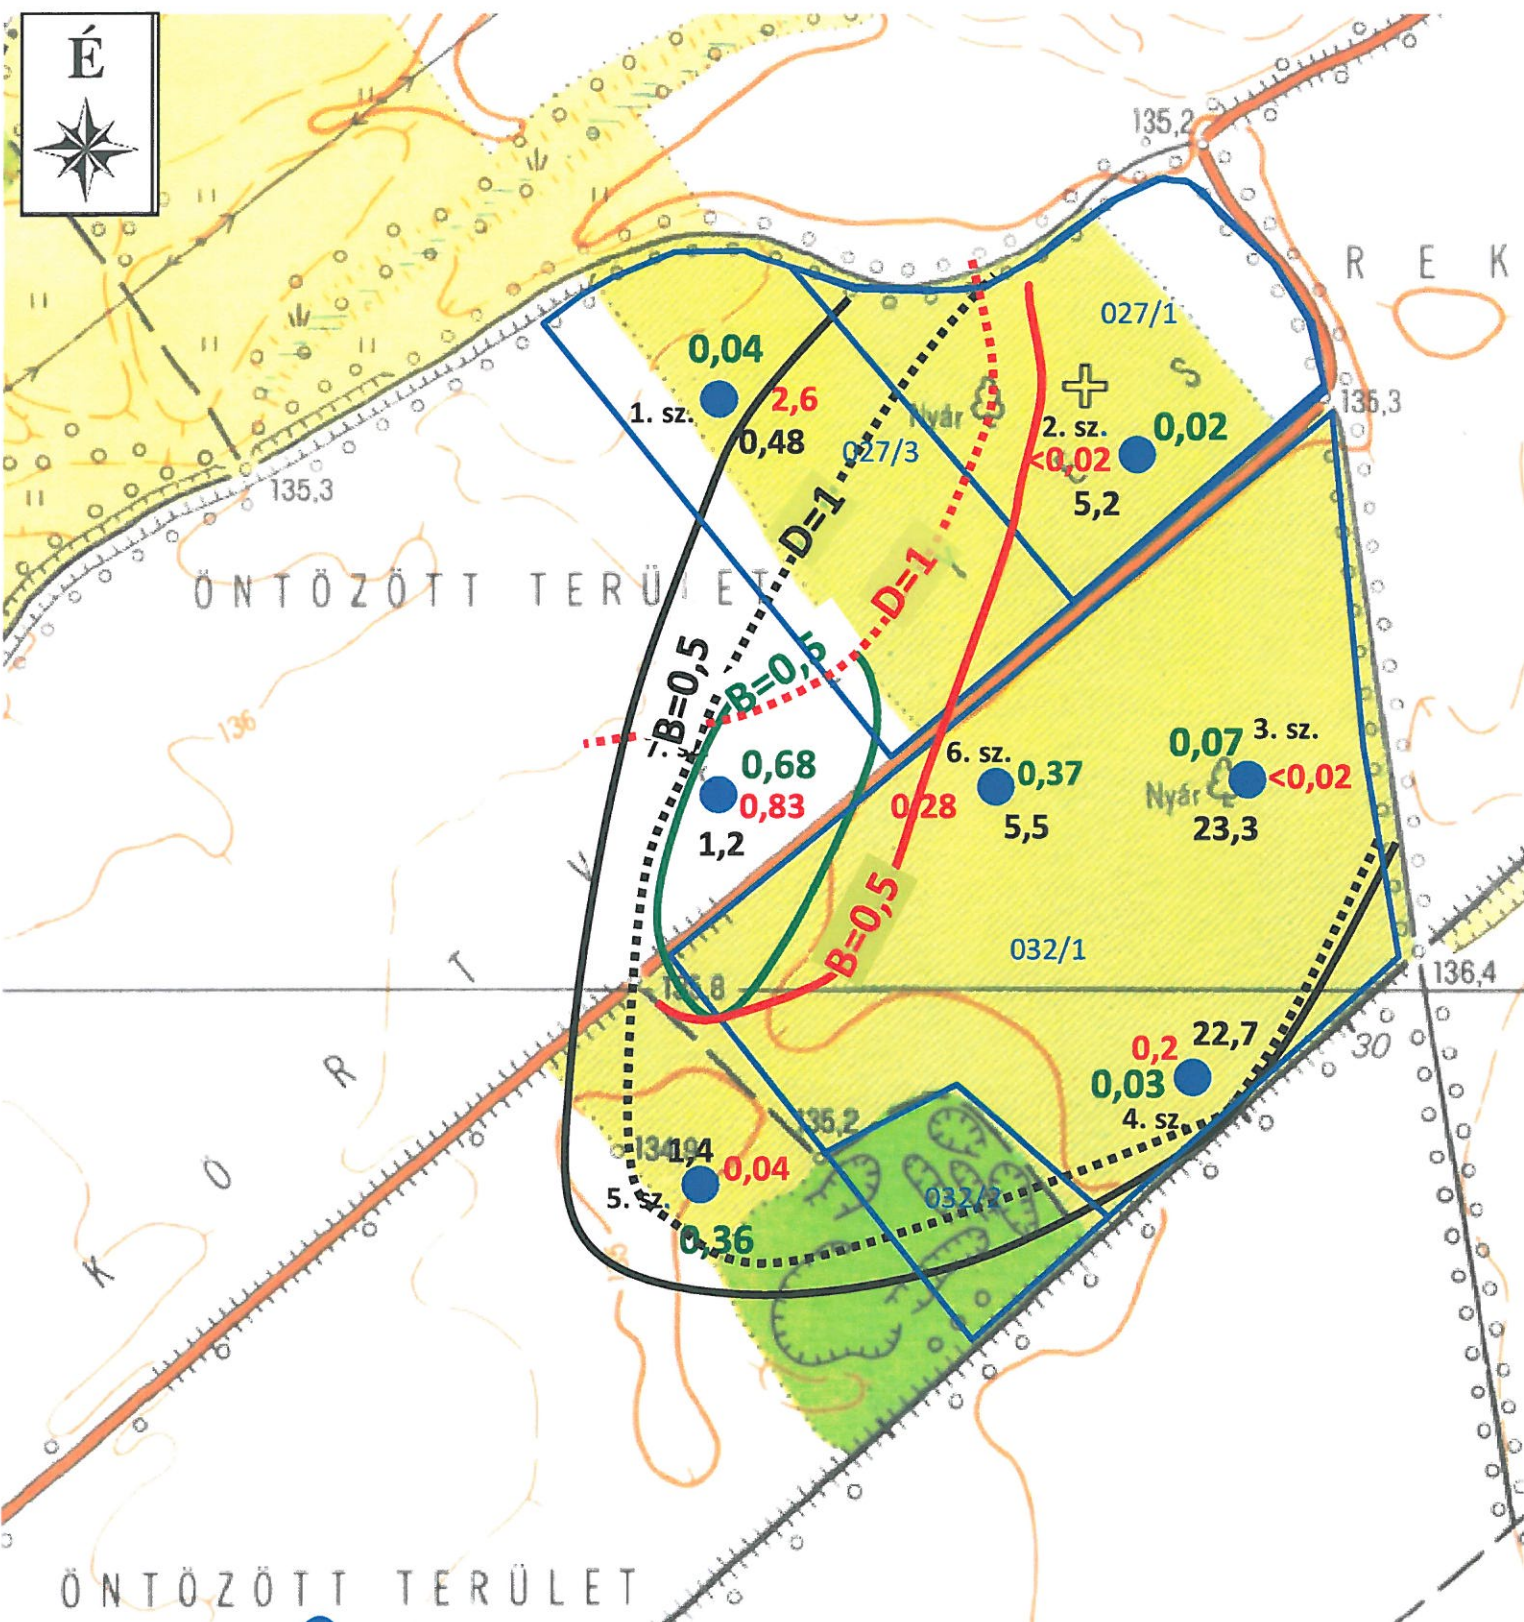 É
135,2
R E K
027/1
135,3
0,04
1. sz.
2,6
0,48
Nyár
027/3
S
2. sz.
0,02
<0,02
5,2
135,3
D=1
D=1
ÖNTÖZÖTT TERÜLET
B=0,5
B=0,5
136
0,68
0,83
1,2
6. sz.
0,37
0,28
5,5
0,07
3. sz.
<0,02
Nyár
23,3
V
T
R
Ö
K
B=0,5
032/1
135,8
136,4
30
22,7
0,2
0,03
4. sz.
135,2
134,9
1,4
0,04
5. sz.
0,36
032/2
ÖNTÖZÖTT TERÜLET